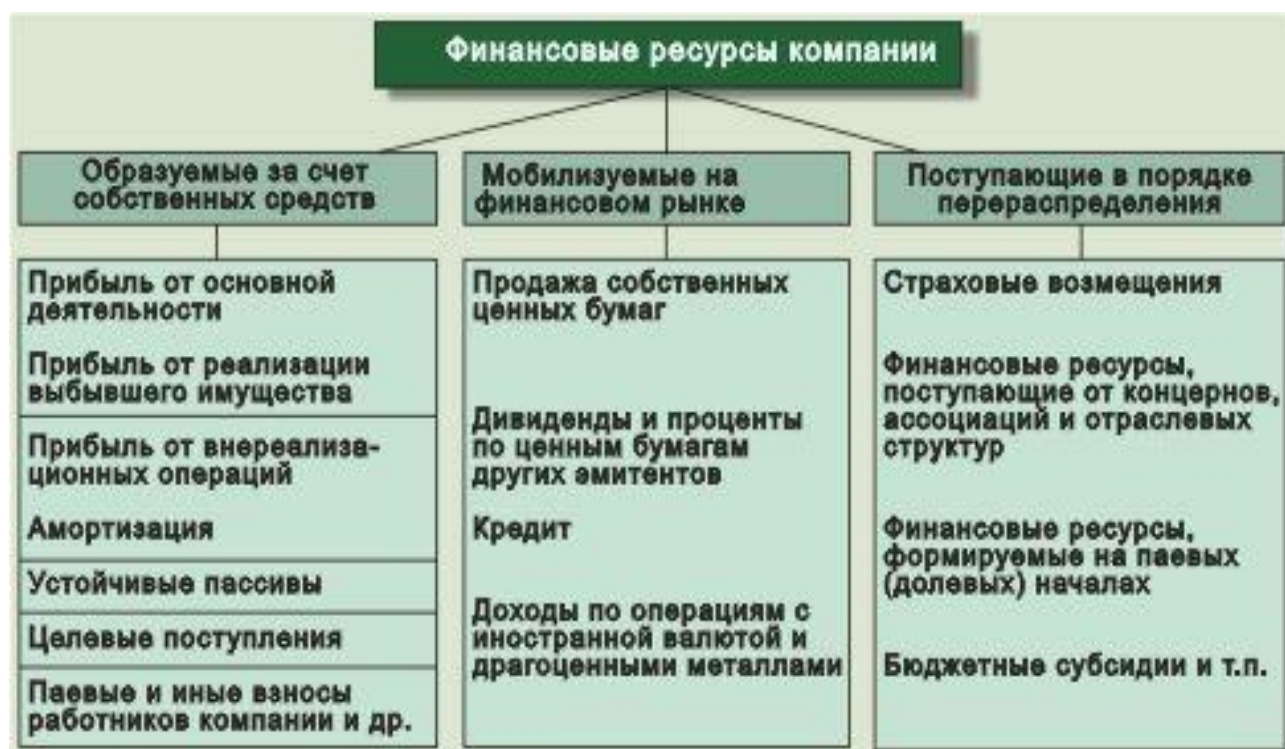 Финансовые ресурсы компании
Образуемые за счет
собственных средств
Прибыль от основной
деятельности
Прибыль от реализации
выбывшего имущества
Прибыль от внереализа-
ционных операций
Амортизация
Устойчивые пассивы
Целевые поступления
Паевые и иные взносы
работников компании и др.
Мобилизуемые на
финансовом рынке
Продажа собственных
ценных бумаг
Дивиденды и проценты
по ценным бумагам
других эмитентов
Кредит
Доходы по операциям с
иностранной валютой и
драгоценными металлами
Поступающие в порядке
перераспределения
Страховые возмещения
Финансовые ресурсы,
поступающие от концернов,
ассоциаций и отраслевых
структур
Финансовые ресурсы,
формируемые на паевых
(долевых) началах
Бюджетные субсидии и т.п.